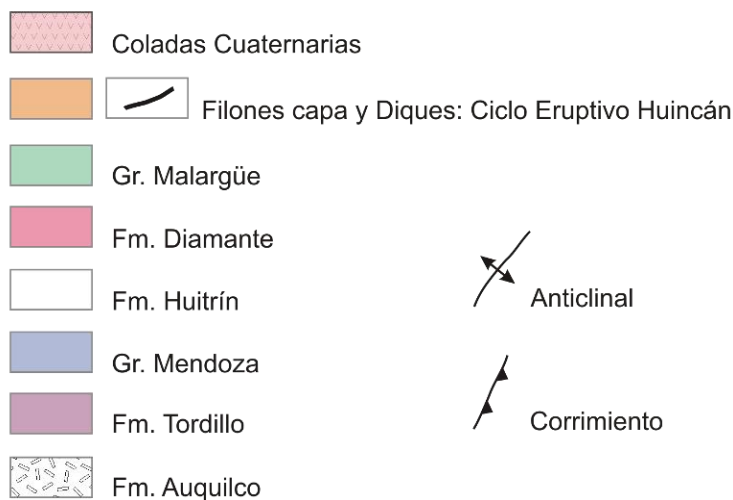 Coladas Cuaternarias
Filones capa y Diques: Ciclo Eruptivo Huincán
Gr. Malargüe
Fm. Diamante
Fm. Huitrín
Gr. Mendoza
Fm. Tordillo
Fm. Auquilco
Anticlinal
Corrimiento